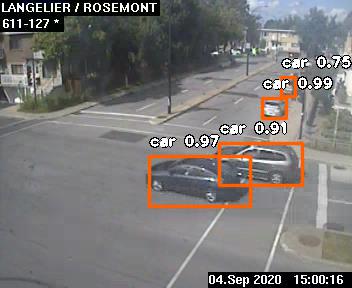 LANGELIER / ROSEMONT
611-127 *
car 0.75
car 0.99
car 0.91
car 0.97
04.Sep 2020 15:00:16